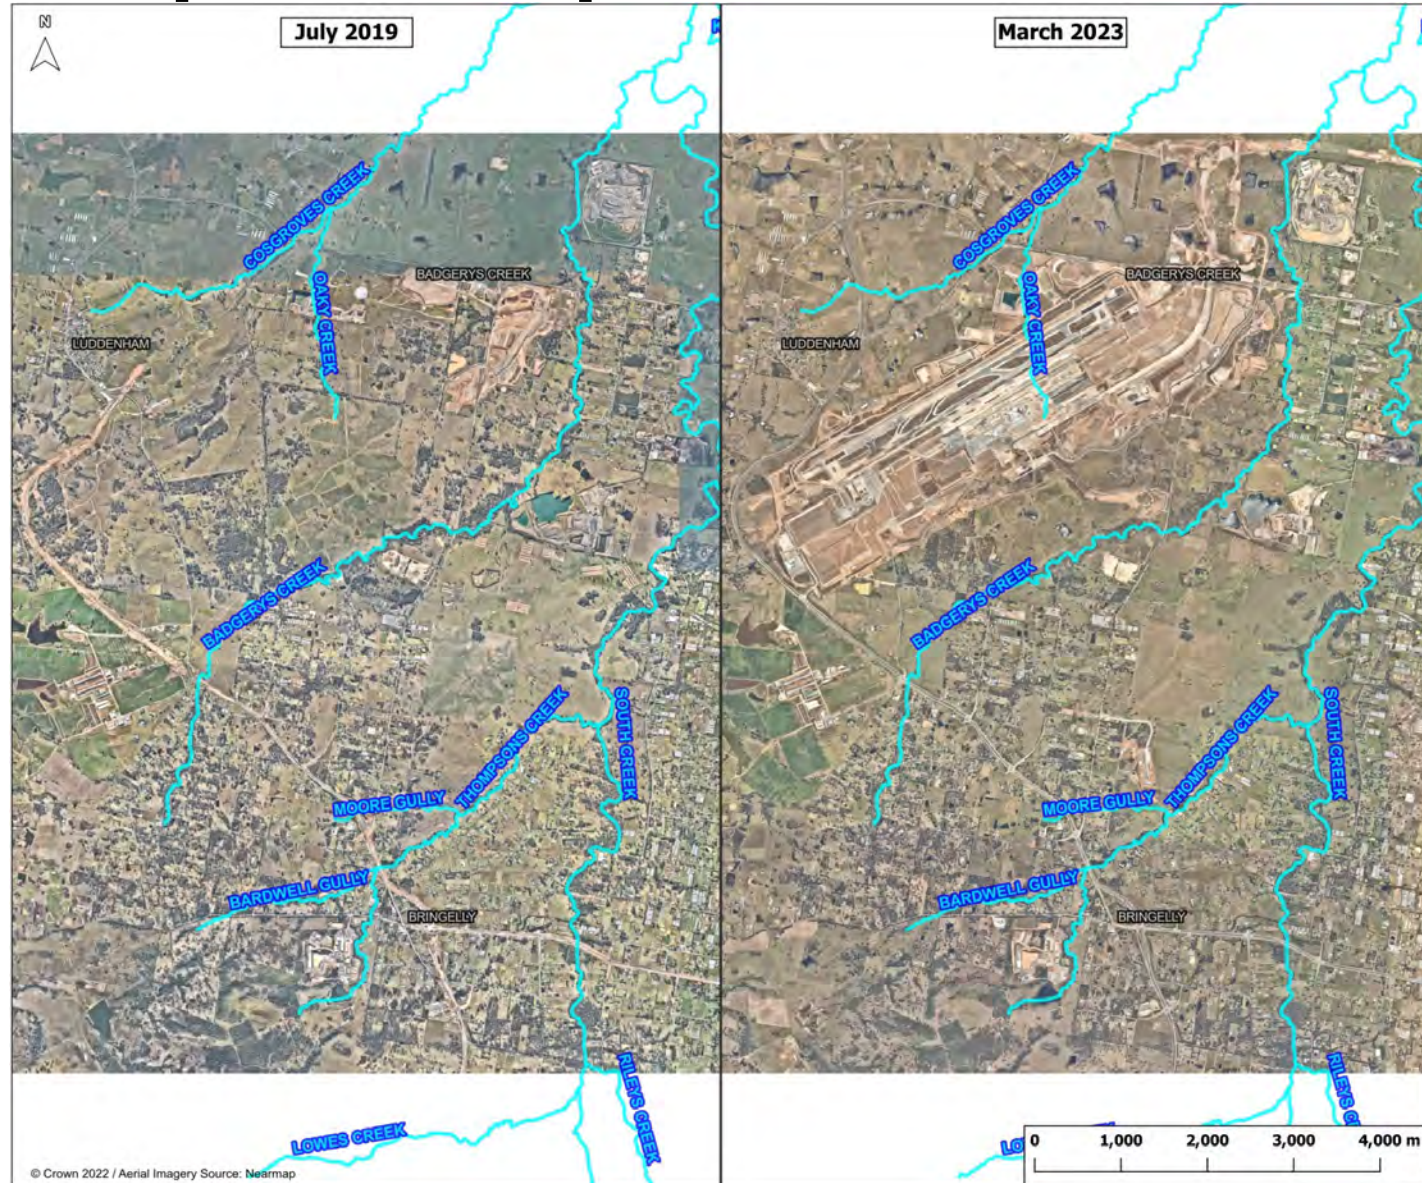 July 2019
March 2023
N
COSGROVES CREEK
OAKY CREEK
BADGERYS CREEK
LUDDENHAM
BADGERYS CREEK
THOMPSONS CREEK
SOUTH CREEK
MOORE GULLY
BARDWELL GULLY
BRINGELLY
RILEYS CREEK
LOWES CREEK
© Crown 2022 / Aerial Imagery Source: Nearmap
COSGROVES CREEK
OAKY CREEK
BADGERYS CREEK
LUDDENHAM
BADGERYS CREEK
THOMPSONS CREEK
SOUTH CREEK
MOORE GULLY
BARDWELL GULLY
BRINGELLY
RILEYS C
LO
0 1,000 2,000 3,000 4,000 m